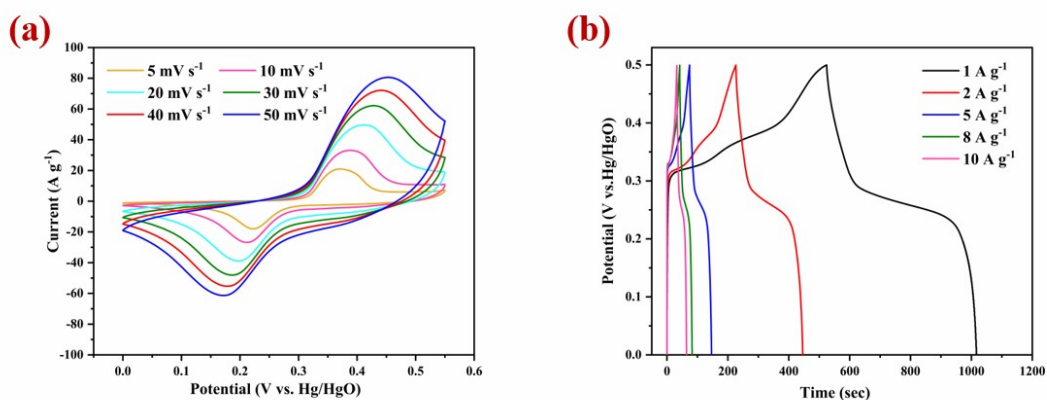 (a)
100
80
60
40
20
0
-20
-40
-60
-80
-100
Current (A g⁻¹)
5 mV s⁻¹ 10 mV s⁻¹
20 mV s⁻¹ 30 mV s⁻¹
40 mV s⁻¹ 50 mV s⁻¹
0.0 0.1 0.2 0.3 0.4 0.5 0.6
Potential (V vs. Hg/HgO)
(b)
0.5
0.4
0.3
0.2
0.1
0.0
Potential (V vs.Hg/HgO)
1 A g⁻¹
2 A g⁻¹
5 A g⁻¹
8 A g⁻¹
10 A g⁻¹
0 200 400 600 800 1000 1200
Time (sec)